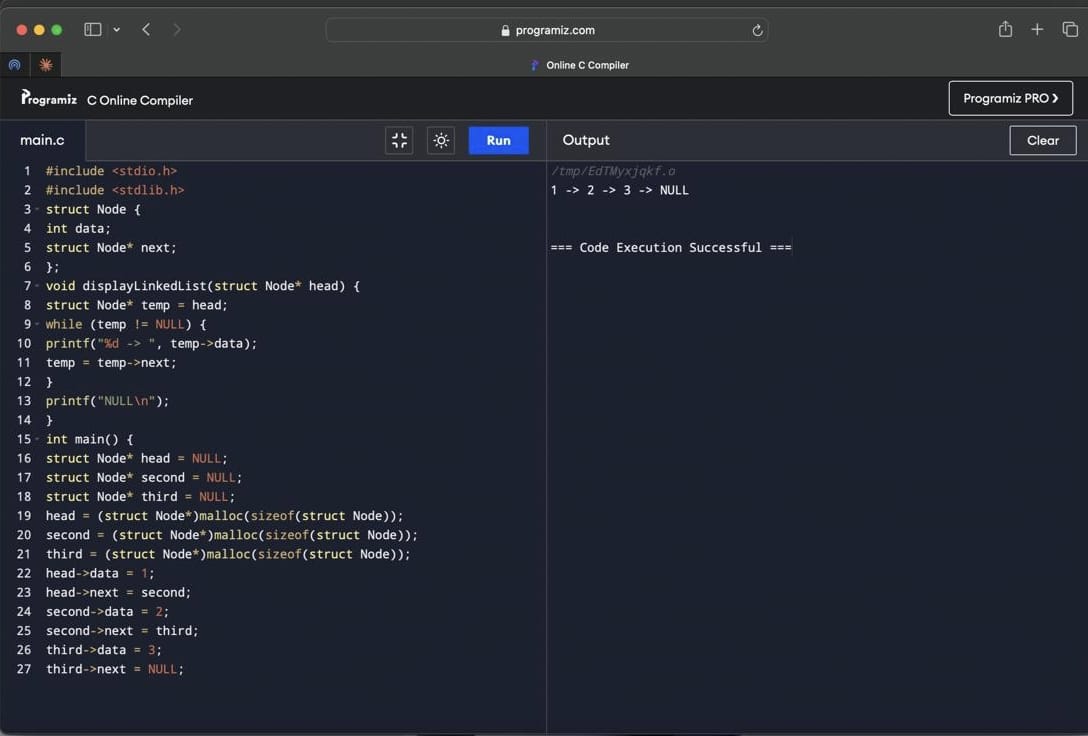 programiz.com
Online C Compiler
Programiz C Online Compiler
Programiz PRO
main.c
Run
Output
Clear
1 #include <stdio.h>
2 #include <stdlib.h>
3 struct Node {
4 int data;
5 struct Node* next;
6 };
7 void displayLinkedList(struct Node* head) {
8 struct Node* temp = head;
9 while (temp != NULL) {
10 printf("%d -> ", temp->data);
11 temp = temp->next;
12 }
13 printf("NULL\n");
14 }
15 int main() {
16 struct Node* head = NULL;
17 struct Node* second = NULL;
18 struct Node* third = NULL;
19 head = (struct Node*)malloc(sizeof(struct Node));
20 second = (struct Node*)malloc(sizeof(struct Node));
21 third = (struct Node*)malloc(sizeof(struct Node));
22 head->data = 1;
23 head->next = second;
24 second->data = 2;
25 second->next = third;
26 third->data = 3;
27 third->next = NULL;
/tmp/EdTMyxjqkf.o
1 -> 2 -> 3 -> NULL
=== Code Execution Successful ===